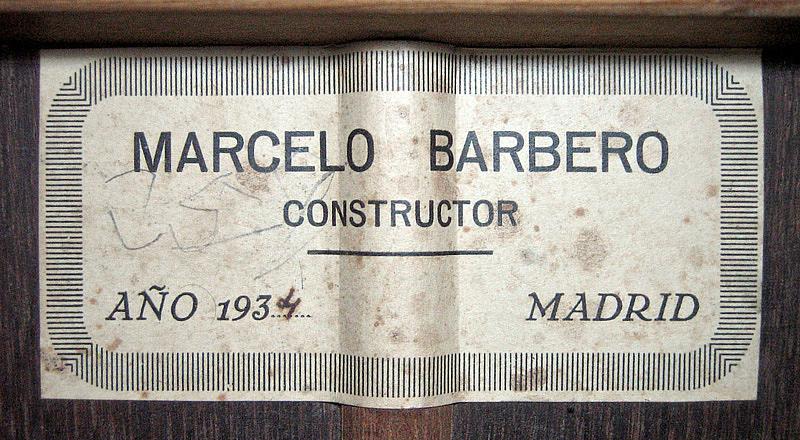 MARCELO BARBERO
CONSTRUCTOR
AÑO 1934 MADRID